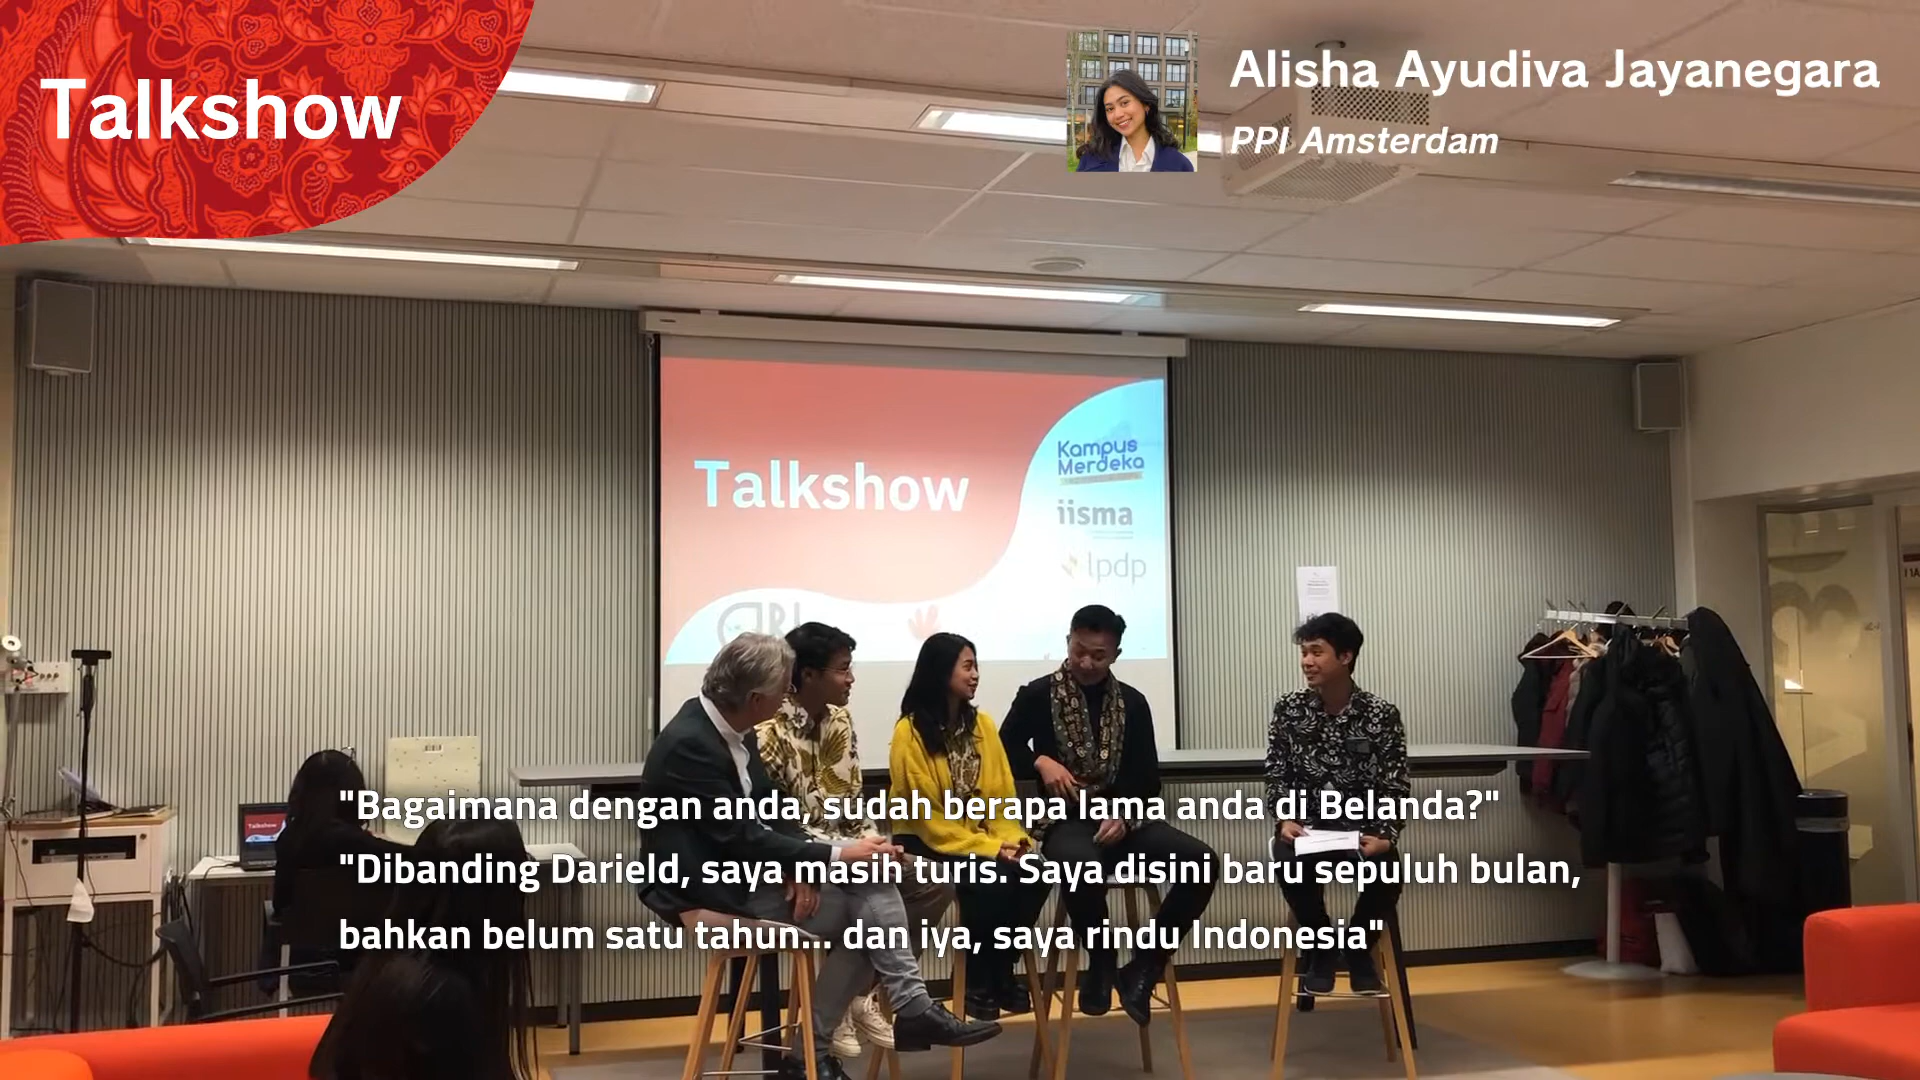 Talkshow
Alisha Ayudiva Jayanegara
PPI Amsterdam
Talkshow
Kampus
Merdeka
iisma
lpdp
Talkshow
"Bagaimana dengan anda, sudah berapa lama anda di Belanda?"
"Dibanding Darield, saya masih turis. Saya disini baru sepuluh bulan,
bahkan belum satu tahun... dan iya, saya rindu Indonesia"